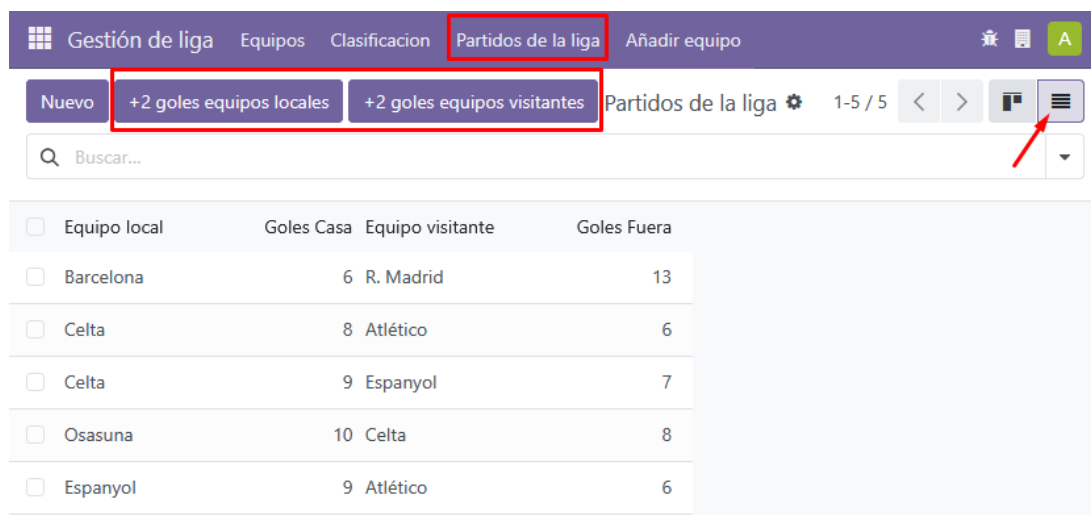 Gestión de liga Equipos Clasificacion Partidos de la liga Añadir equipo A
Nuevo +2 goles equipos locales +2 goles equipos visitantes Partidos de la liga 1-5 / 5
Buscar...
Equipo local Goles Casa Equipo visitante Goles Fuera
Barcelona 6 R. Madrid 13
Celta 8 Atlético 6
Celta 9 Espanyol 7
Osasuna 10 Celta 8
Espanyol 9 Atlético 6